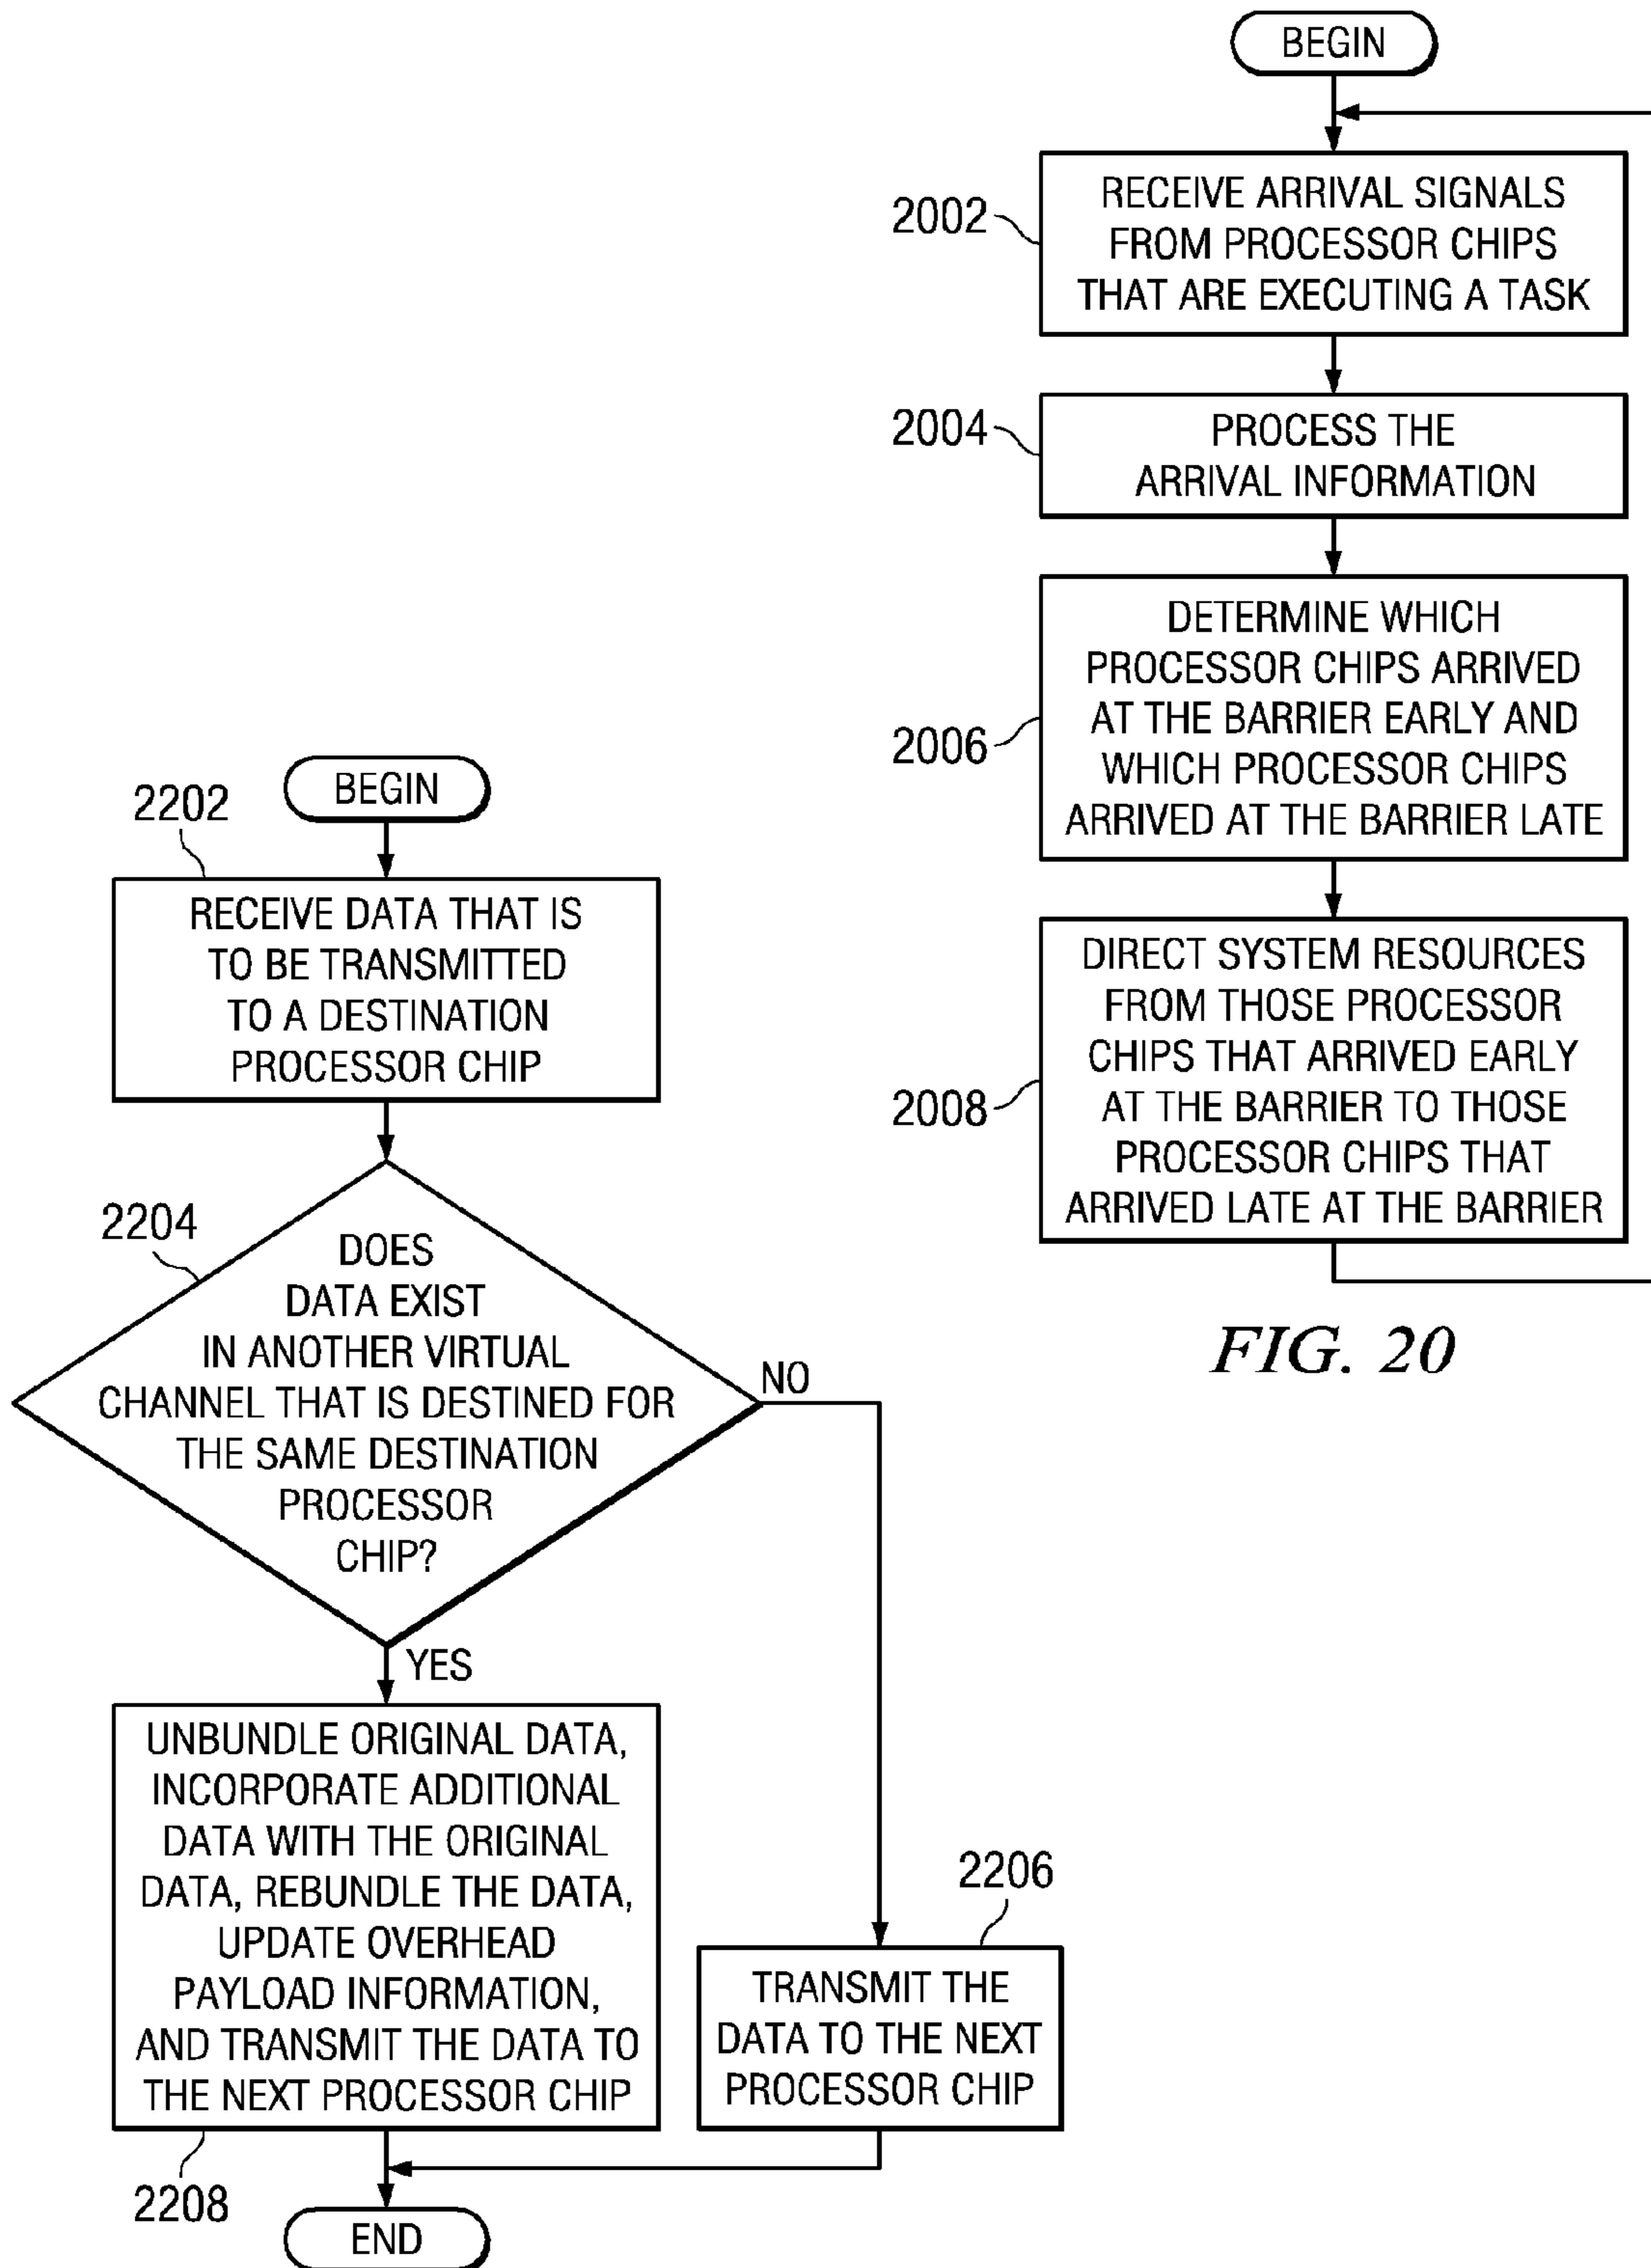 BEGIN
2002
RECEIVE ARRIVAL SIGNALS
FROM PROCESSOR CHIPS
THAT ARE EXECUTING A TASK
2004
PROCESS THE
ARRIVAL INFORMATION
2006
DETERMINE WHICH
PROCESSOR CHIPS ARRIVED
AT THE BARRIER EARLY AND
WHICH PROCESSOR CHIPS
ARRIVED AT THE BARRIER LATE
2008
DIRECT SYSTEM RESOURCES
FROM THOSE PROCESSOR
CHIPS THAT ARRIVED EARLY
AT THE BARRIER TO THOSE
PROCESSOR CHIPS THAT
ARRIVED LATE AT THE BARRIER
FIG. 20
BEGIN
2202
RECEIVE DATA THAT IS
TO BE TRANSMITTED
TO A DESTINATION
PROCESSOR CHIP
2204
DOES
DATA EXIST
IN ANOTHER VIRTUAL
CHANNEL THAT IS DESTINED FOR
THE SAME DESTINATION
PROCESSOR
CHIP?
NO
YES
UNBUNDLE ORIGINAL DATA,
INCORPORATE ADDITIONAL
DATA WITH THE ORIGINAL
DATA, REBUNDLE THE DATA,
UPDATE OVERHEAD
PAYLOAD INFORMATION,
AND TRANSMIT THE DATA TO
THE NEXT PROCESSOR CHIP
2208
2206
TRANSMIT THE
DATA TO THE NEXT
PROCESSOR CHIP
END